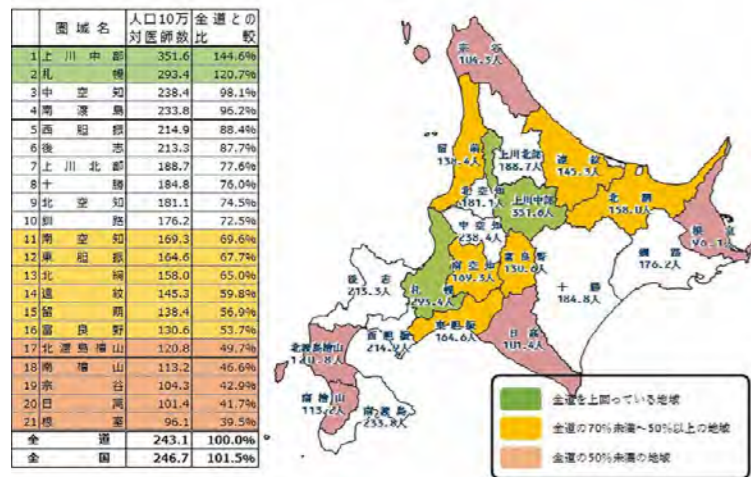 圏域名 人口10万対医師数 全道との比較
1 上川中部 351.6 144.6%
2 札幌 293.4 120.7%
3 中空知 238.4 98.1%
4 南渡島 233.8 96.2%
5 西胆振 214.9 88.4%
6 後志 213.3 87.7%
7 上川北部 188.7 77.6%
8 十勝 184.8 76.0%
9 北空知 181.1 74.5%
10 釧路 176.2 72.5%
11 南空知 169.3 69.6%
12 東胆振 164.6 67.7%
13 北網 158.0 65.0%
14 遠紋 145.3 59.8%
15 留萌 138.4 56.9%
16 富良野 130.6 53.7%
17 北渡島檜山 120.8 49.7%
18 南檜山 113.2 46.6%
19 宗谷 104.3 42.9%
20 日高 101.4 41.7%
21 根室 96.1 39.5%
全道 243.1 100.0%
全国 246.7 101.5%
宗谷
104.3人
留萌
138.4人
上川北部
188.7人
遠紋
145.3人
北空知
181.1人
上川中部
351.6人
北網
158.0人
根室
96.1人
中空知
238.4人
釧路
176.2人
南空知
169.3人
富良野
130.6人
後志
213.3人
札幌
293.4人
十勝
184.8人
西胆振
214.9人
東胆振
164.6人
日高
101.4人
北渡島檜山
120.8人
南檜山
113.2人
南渡島
233.8人
全道を上回っている地域
全道の70%未満~50%以上の地域
全道の50%未満の地域